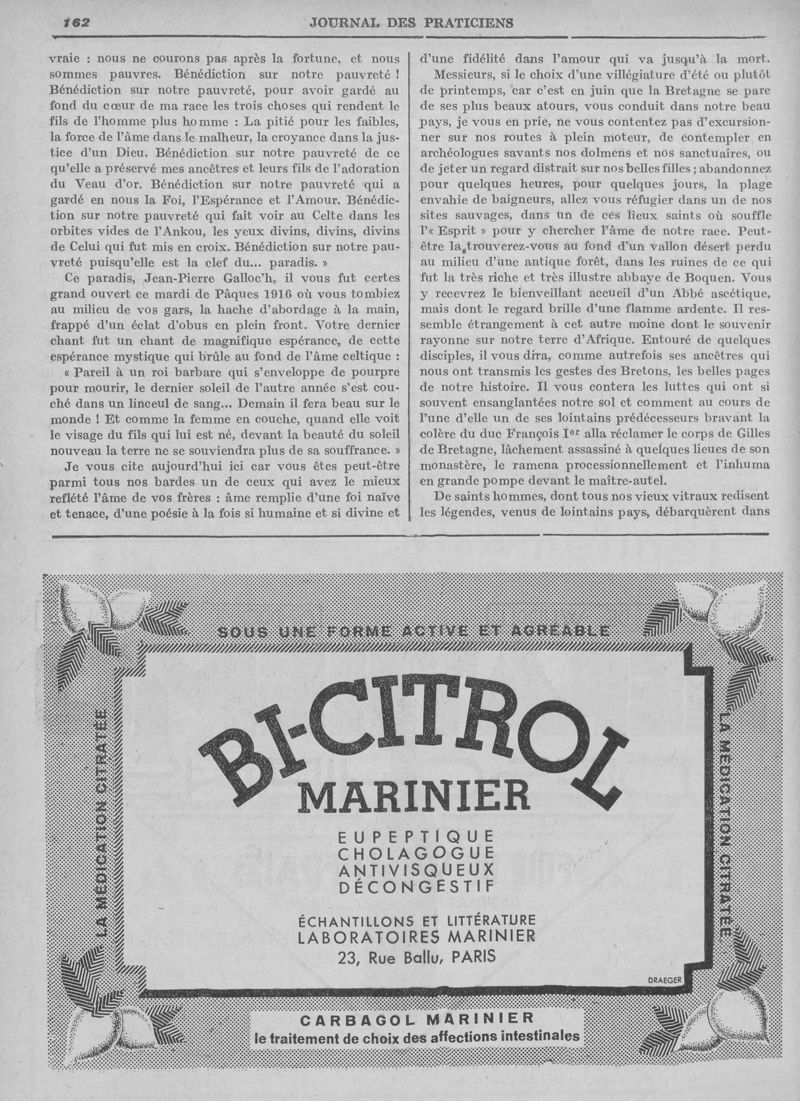 162
JOURNAL DES PRATICIENS
vraie : nous ne courons pas après la fortune, et nous
sommes pauvres. Bénédiction sur notre pauvreté !
Bénédiction sur notre pauvreté, pour avoir gardé au
fond du cœur de ma race les trois choses qui rendent le
fils de l'homme plus homme : La pitié pour les faibles,
la force de l'âme dans le malheur, la croyance dans la jus-
tice d'un Dieu. Bénédiction sur notre pauvreté de ce
qu'elle a préservé mes ancêtres et leurs fils de l'adoration
du Veau d'or. Bénédiction sur notre pauvreté qui a
gardé en nous la Foi, l'Espérance et l'Amour. Bénédic-
tion sur notre pauvreté qui fait voir au Celte dans les
orbites vides de l'Ankou, les yeux divins, divins, divins
de Celui qui fut mis en croix. Bénédiction sur notre pau-
vreté puisqu'elle est la clef du... paradis. »
Ce paradis, Jean-Pierre Galloc'h, il vous fut certes
grand ouvert ce mardi de Pâques 1916 où vous tombiez
au milieu de vos gars, la hache d'abordage à la main,
frappé d'un éclat d'obus en plein front. Votre dernier
chant fut un chant de magnifique espérance, de cette
espérance mystique qui brûle au fond de l'âme celtique :
« Pareil à un roi barbare qui s'enveloppe de pourpre
pour mourir, le dernier soleil de l'autre année s'est cou-
ché dans un linceul de sang... Demain il fera beau sur le
monde ! Et comme la femme en couche, quand elle voit
le visage du fils qui lui est né, devant la beauté du soleil
nouveau la terre ne se souviendra plus de sa souffrance. »
Je vous cite aujourd'hui ici car vous êtes peut-être
parmi tous nos bardes un de ceux qui avez le mieux
reflété l'âme de vos frères : âme remplie d'une foi naïve
et tenace, d'une poésie à la fois si humaine et si divine et
d'une fidélité dans l'amour qui va jusqu'à la mort.
Messieurs, si le choix d'une villégiature d'été ou plutôt
de printemps, car c'est en juin que la Bretagne se pare
de ses plus beaux atours, vous conduit dans notre beau
pays, je vous en prie, ne vous contentez pas d'excursion-
ner sur nos routes à plein moteur, de contempler en
archéologues savants nos dolmens et nos sanctuaires, ou
de jeter un regard distrait sur nos belles filles ; abandonnez
pour quelques heures, pour quelques jours, la plage
envahie de baigneurs, allez vous réfugier dans un de nos
sites sauvages, dans un de ces lieux saints où souffle
l'« Esprit » pour y chercher l'âme de notre race. Peut-
être la trouverez-vous au fond d'un vallon désert perdu
au milieu d'une antique forêt, dans les ruines de ce qui
fut la très riche et très illustre abbaye de Boquen. Vous
y recevrez le bienveillant accueil d'un Abbé ascétique,
mais dont le regard brille d'une flamme ardente. Il res-
semble étrangement à cet autre moine dont le souvenir
rayonne sur notre terre d'Afrique. Entouré de quelques
disciples, il vous dira, comme autrefois ses ancêtres qui
nous ont transmis les gestes des Bretons, les belles pages
de notre histoire. Il vous contera les luttes qui ont si
souvent ensanglantées notre sol et comment au cours de
l'une d'elle un de ses lointains prédécesseurs bravant la
colère du duc François Ier alla réclamer le corps de Gilles
de Bretagne, lâchement assassiné à quelques lieues de son
monastère, le ramena processionnellement et l'inhuma
en grande pompe devant le maître-autel.
De saints hommes, dont tous nos vieux vitraux redisent
les légendes, venus de lointains pays, débarquèrent dans
SOUS UNE FORME ACTIVE ET AGRÉABLE
LA MÉDICATION CITRATÉE
BI-CITROL
MARINIER
EUPEPTIQUE
CHOLAGOGUE
ANTIVISQUEUX
DÉCONGESTIF
ÉCHANTILLONS ET LITTÉRATURE
LABORATOIRES MARINIER
23, Rue Ballu, PARIS
DRAEGER
LA MÉDICATION CITRATÉE
CARBAGOL MARINIER
le traitement de choix des affections intestinales